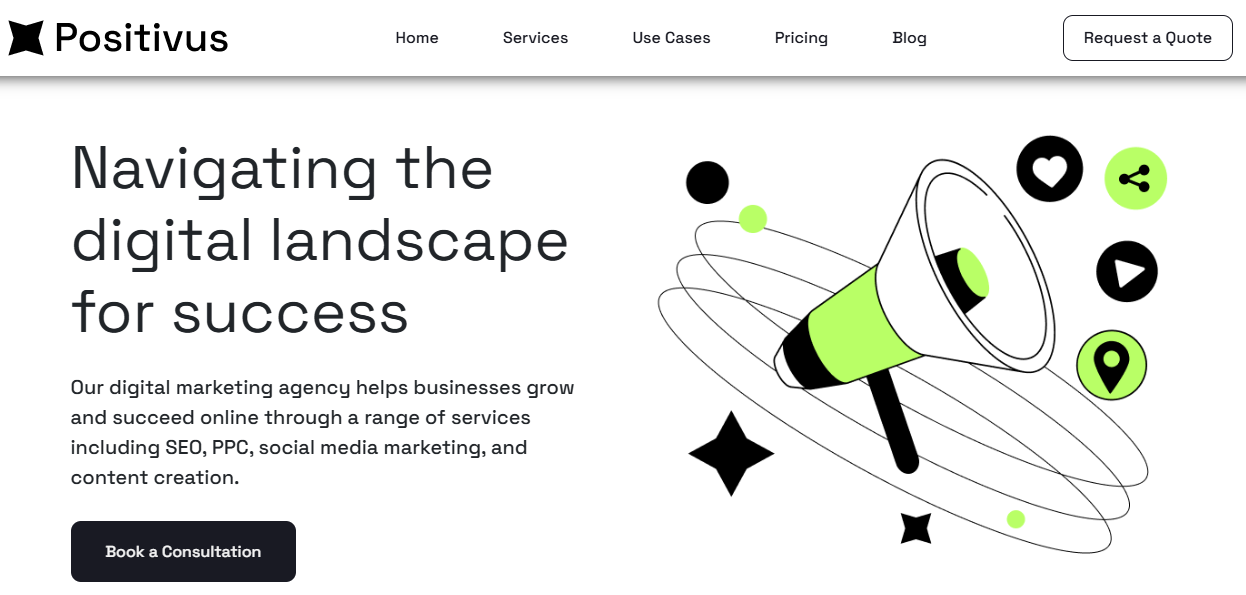 Positivus
Home
Services
Use Cases
Pricing
Blog
Request a Quote
Navigating the
digital landscape
for success
Our digital marketing agency helps businesses grow
and succeed online through a range of services
including SEO, PPC, social media marketing, and
content creation.
Book a Consultation